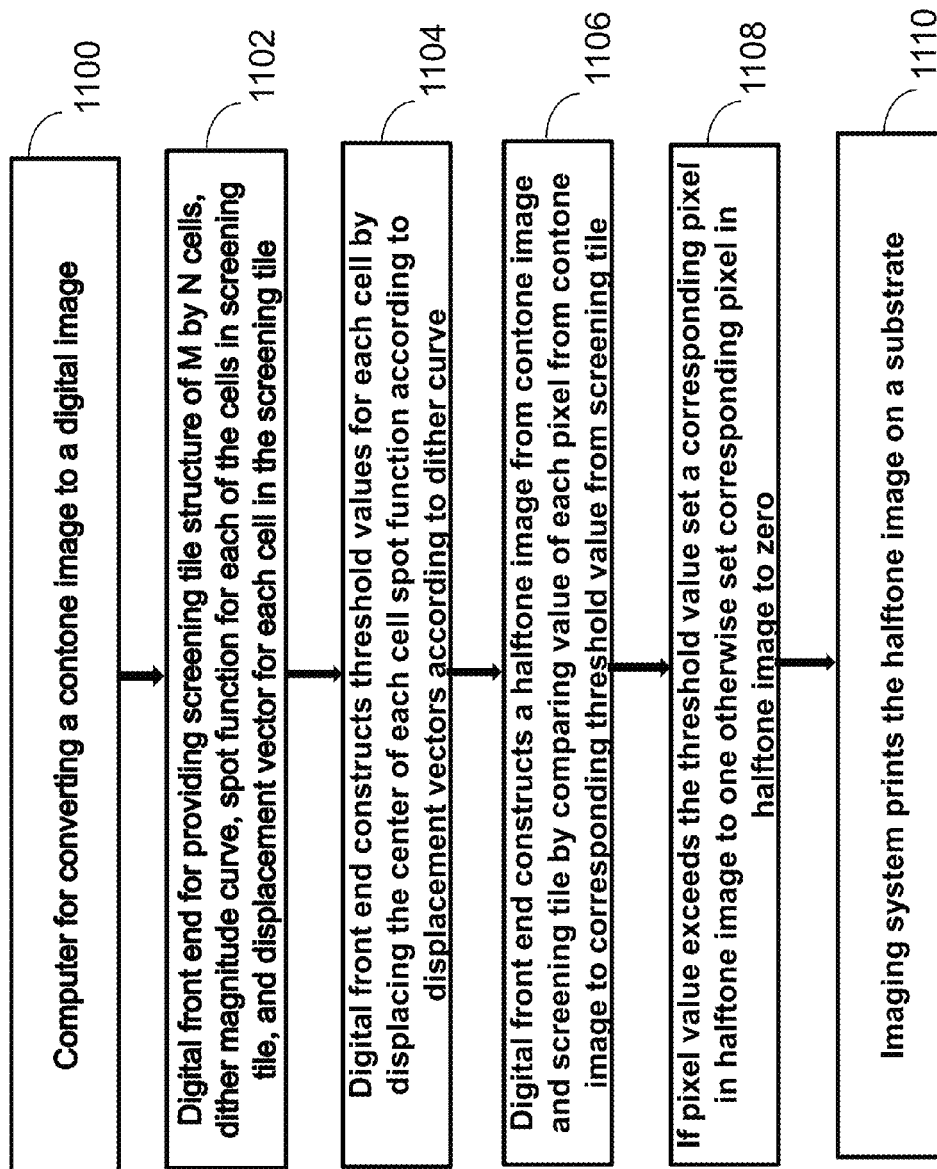 Computer for converting a contone image to a digital image
1100
Digital front end for providing screening tile structure of M by N cells,
dither magnitude curve, spot function for each of the cells in screening
tile, and displacement vector for each cell in the screening tile
1102
Digital front end constructs threshold values for each cell by
displacing the center of each cell spot function according to
displacement vectors according to dither curve
1104
Digital front end constructs a halftone image from contone image
and screening tile by comparing value of each pixel from contone
image to corresponding threshold value from screening tile
1106
If pixel value exceeds the threshold value set a corresponding pixel
in halftone image to one otherwise set corresponding pixel in
halftone image to zero
1108
Imaging system prints the halftone image on a substrate
1110